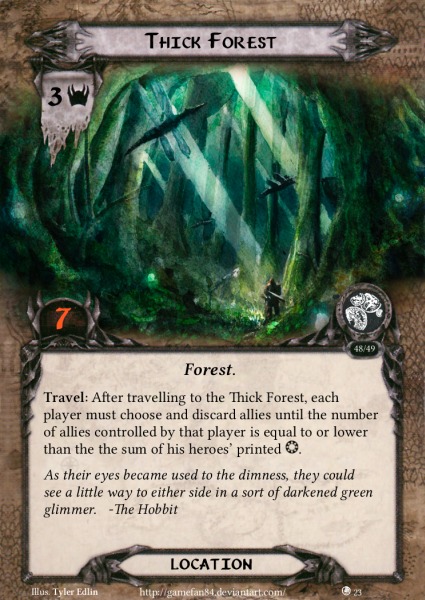 Thick Forest
3
7
48/49
Forest.
Travel: After travelling to the Thick Forest, each
player must choose and discard allies until the number
of allies controlled by that player is equal to or lower
than the the sum of his heroes' printed .
As their eyes became used to the dimness, they could
see a little way to either side in a sort of darkened green
glimmer. -The Hobbit
LOCATION
Illus. Tyler Edlin http://gamefan84.deviantart.com/ 23